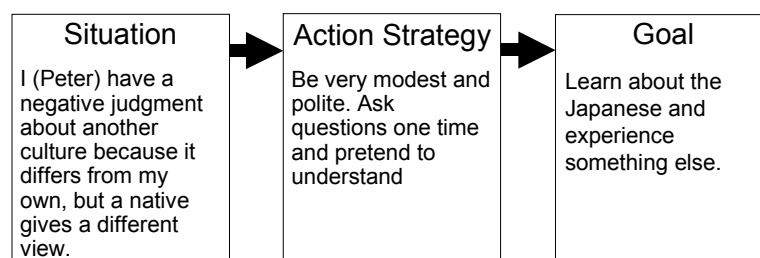 Situation
I (Peter) have a
negative judgment
about another
culture because it
differs from my
own, but a native
gives a different
view.
Action Strategy
Be very modest and
polite. Ask
questions one time
and pretend to
understand
Goal
Learn about the
Japanese and
experience
something else.